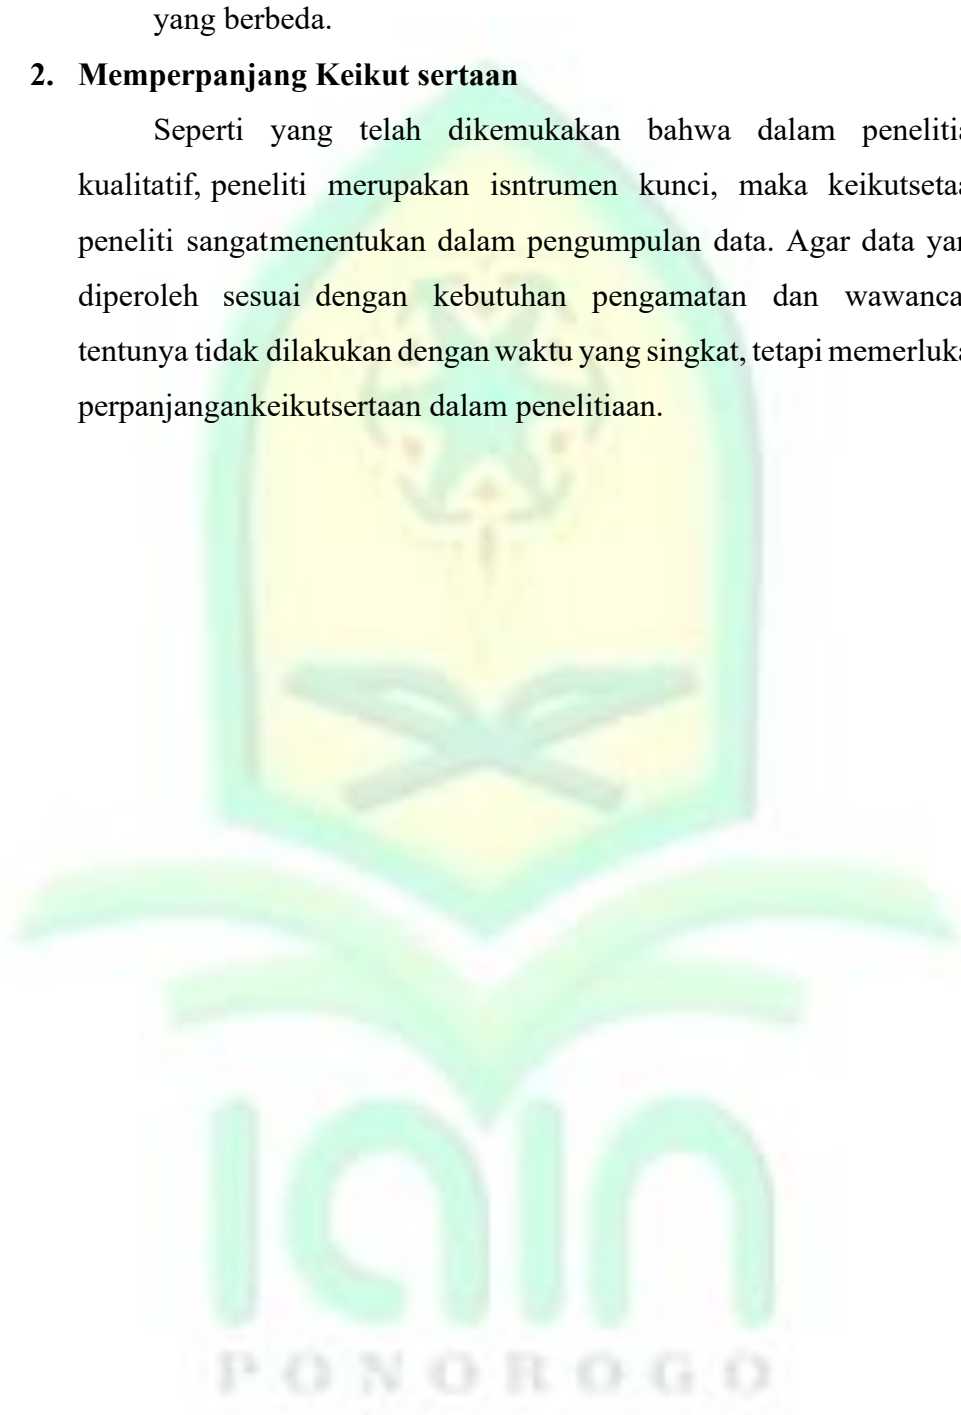 yang berbeda.
2. Memperpanjang Keikut sertaan
Seperti yang telah dikemukakan bahwa dalam penelitia
kualitatif, peneliti merupakan isntrumen kunci, maka keikutsetaa
peneliti sangatmenentukan dalam pengumpulan data. Agar data yan
diperoleh sesuai dengan kebutuhan pengamatan dan wawanca
tentunya tidak dilakukan dengan waktu yang singkat, tetapi memerluka
perpanjangankeikutsertaan dalam penelitiaan.
iain
PONOROGO